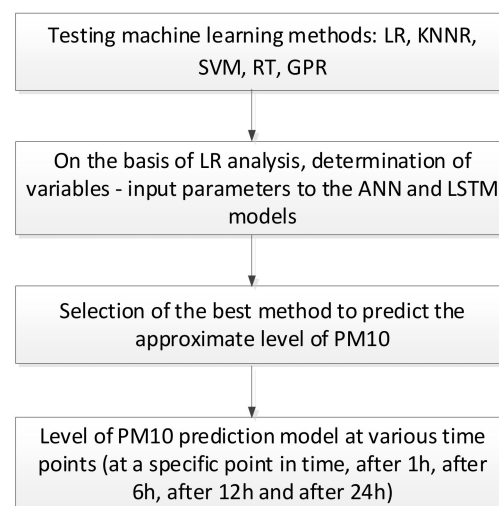 Testing machine learning methods: LR, KNNR,
SVM, RT, GPR
On the basis of LR analysis, determination of
variables - input parameters to the ANN and LSTM
models
Selection of the best method to predict the
approximate level of PM10
Level of PM10 prediction model at various time
points (at a specific point in time, after 1h, after
6h, after 12h and after 24h)